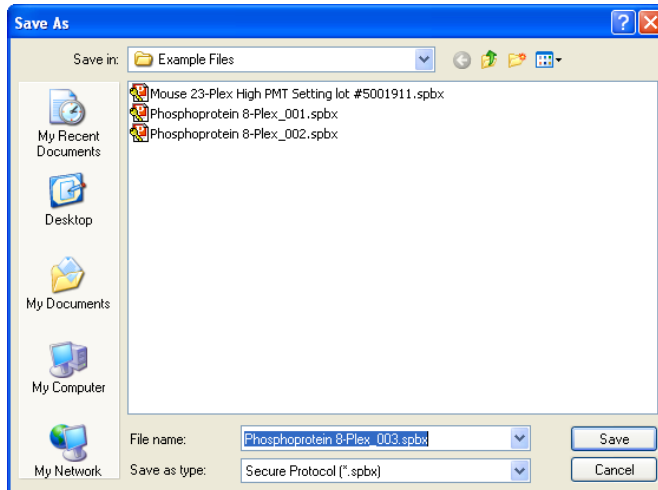 Save As
Save in: Example Files
Mouse 23-Plex High PMT Setting lot #5001911.spbx
Phosphoprotein 8-Plex_001.spbx
Phosphoprotein 8-Plex_002.spbx
My Recent
Documents
Desktop
My Documents
My Computer
My Network
File name: Phosphoprotein 8-Plex_003.spbx Save
Save as type: Secure Protocol (*.spbx) Cancel